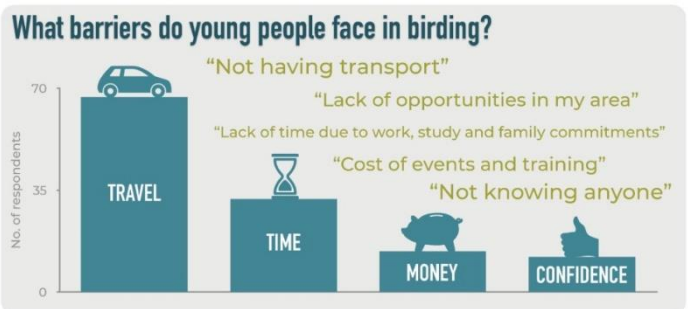 What barriers do young people face in birding?
"Not having transport"
70
"Lack of opportunities in my area"
"Lack of time due to work, study and family commitments"
No. of respondents
"Cost of events and training"
35
TRAVEL
"Not knowing anyone"
TIME
MONEY
CONFIDENCE
0